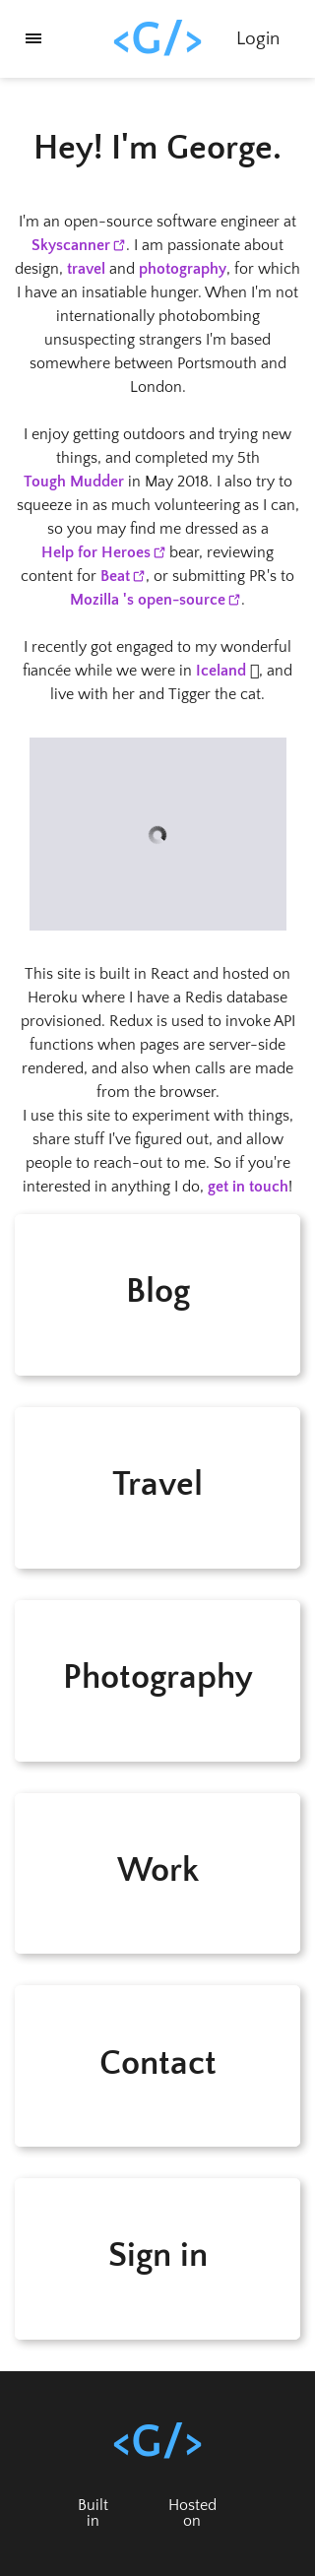 <G/>
Login
Hey! I'm George.
I'm an open-source software engineer at
Skyscanner. I am passionate about
design, travel and photography, for which
I have an insatiable hunger. When I'm not
internationally photobombing
unsuspecting strangers I'm based
somewhere between Portsmouth and
London.
I enjoy getting outdoors and trying new
things, and completed my 5th
Tough Mudder in May 2018. I also try to
squeeze in as much volunteering as I can,
so you may find me dressed as a
Help for Heroes bear, reviewing
content for Beat, or submitting PR's to
Mozilla 's open-source.
I recently got engaged to my wonderful
fiancée while we were in Iceland ▯, and
live with her and Tigger the cat.
This site is built in React and hosted on
Heroku where I have a Redis database
provisioned. Redux is used to invoke API
functions when pages are server-side
rendered, and also when calls are made
from the browser.
I use this site to experiment with things,
share stuff I've figured out, and allow
people to reach-out to me. So if you're
interested in anything I do, get in touch!
Blog
Travel
Photography
Work
Contact
Sign in
<G/>
Built Hosted
in on